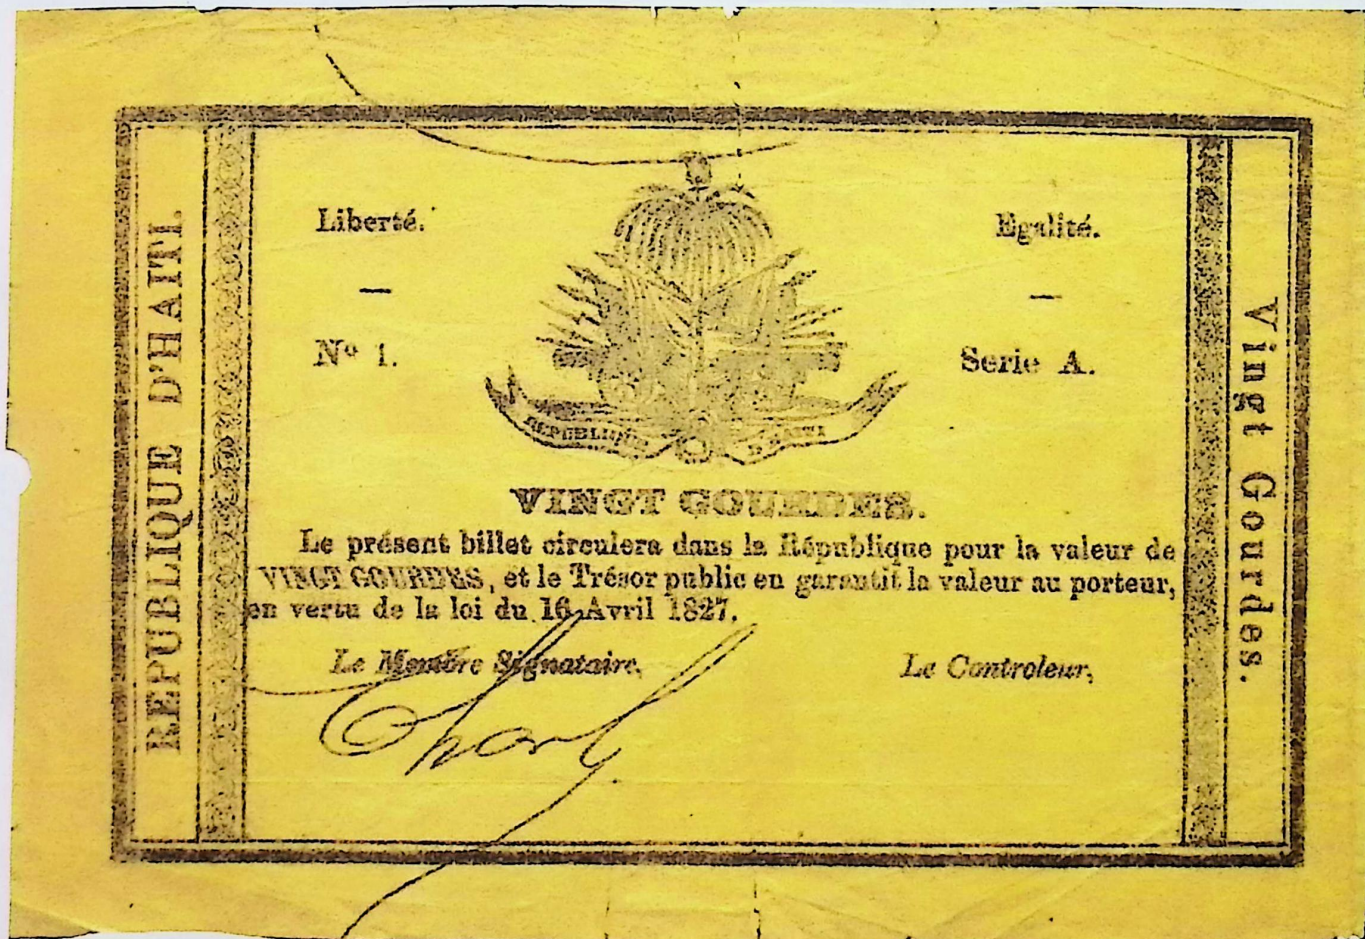 REPUBLIQUE D'HAITI.
Liberté.
Egalité.
—
—
No 1.
Serie A.
REPUBLIQUE D'HAITI
VINGT GOURDES.
Le présent billet circulera dans la République pour la valeur de
VINGT GOURDES, et le Trésor public en garantit la valeur au porteur,
en vertu de la loi du 16 Avril 1827.
Le Membre Signataire,
Le Controleur,
Vingt Gourdes.